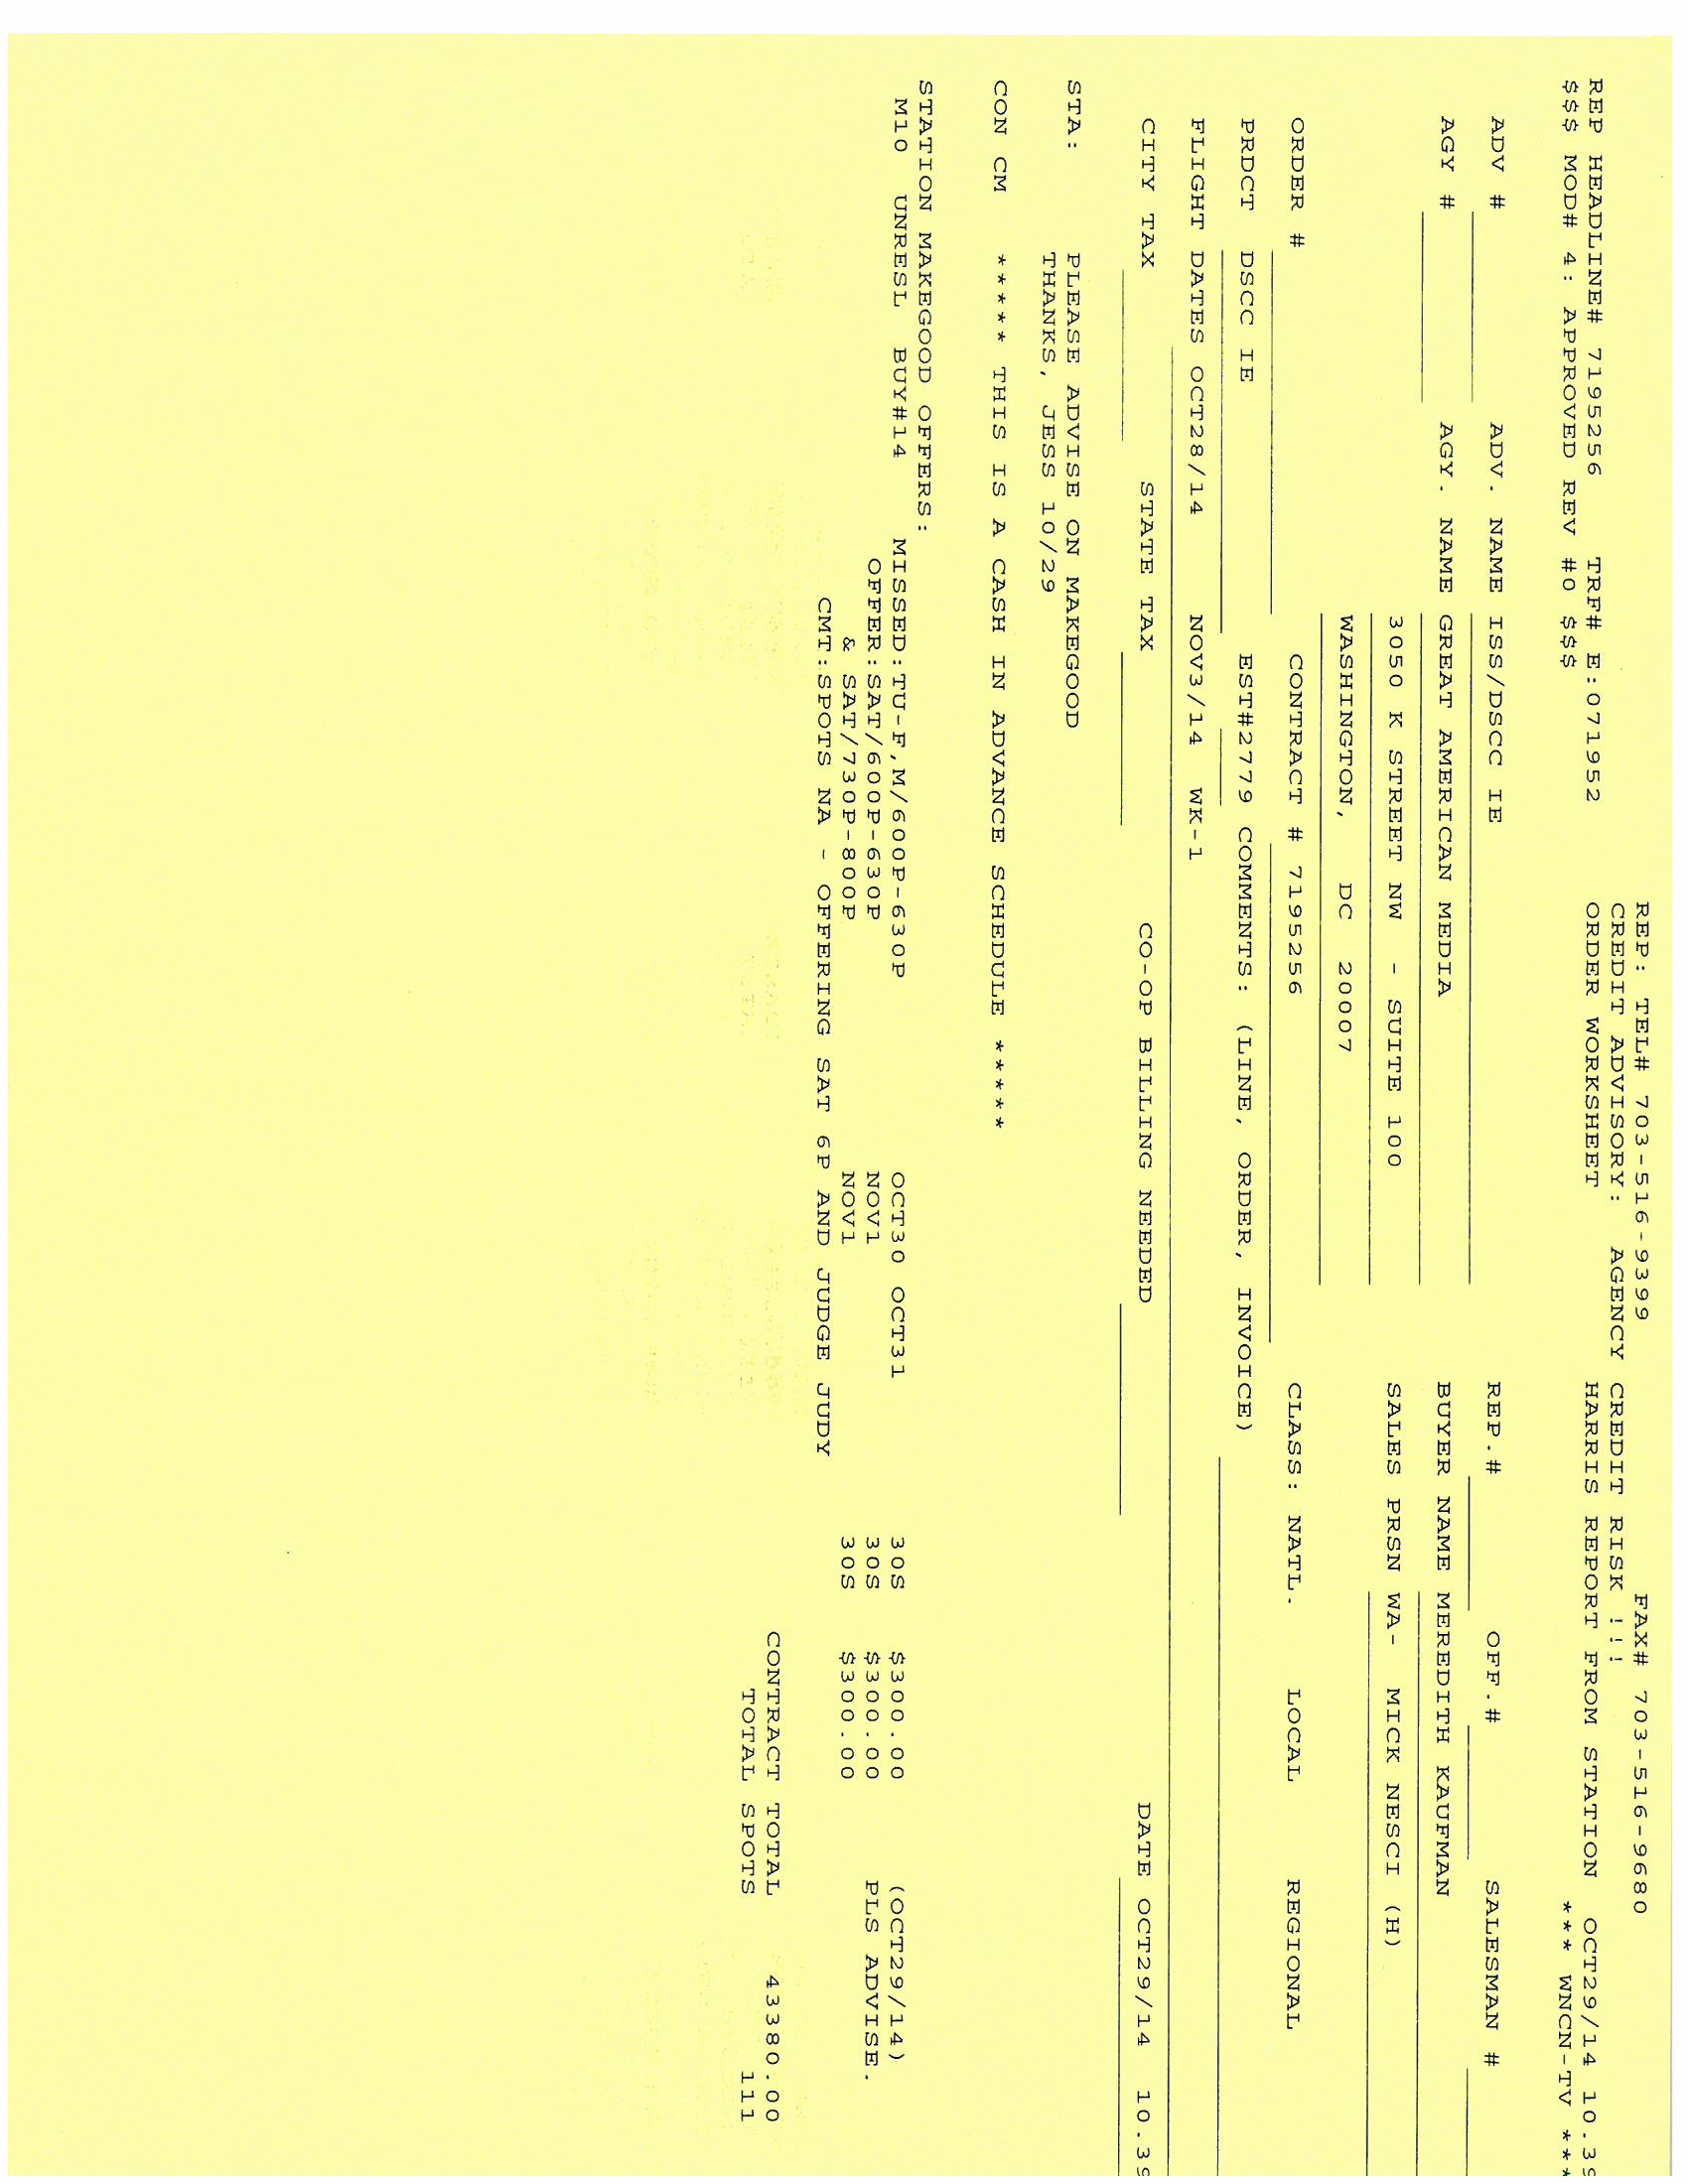 REP: TEL# 703-516-9399 FAX# 703-516-9680
CREDIT ADVISORY: AGENCY CREDIT RISK !!!
REP HEADLINE# 7195256 TRF# E:071952 ORDER WORKSHEET HARRIS REPORT FROM STATION OCT29/14 10.39
$$$ MOD# 4: APPROVED REV #0 $$$ *** WNCN-TV ***
ADV # ADV. NAME ISS/DSCC IE REP.# OFF.# SALESMAN #
AGY # AGY. NAME GREAT AMERICAN MEDIA BUYER NAME MEREDITH KAUFMAN
3050 K STREET NW - SUITE 100 SALES PRSN WA- MICK NESCI (H)
WASHINGTON, DC 20007
ORDER # CONTRACT # 7195256 CLASS: NATL. LOCAL REGIONAL
PRDCT DSCC IE EST#2779 COMMENTS: (LINE, ORDER, INVOICE)
FLIGHT DATES OCT28/14 NOV3/14 WK-1
CITY TAX STATE TAX CO-OP BILLING NEEDED DATE OCT29/14 10.39
STA: PLEASE ADVISE ON MAKEGOOD
THANKS, JESS 10/29
CON CM ***** THIS IS A CASH IN ADVANCE SCHEDULE *****
STATION MAKEGOOD OFFERS:
M10 UNRESL BUY#14 MISSED:TU-F,M/600P-630P OCT30 OCT31 30S $300.00 (OCT29/14)
OFFER:SAT/600P-630P NOV1 30S $300.00 PLS ADVISE.
& SAT/730P-800P NOV1 30S $300.00
CMT:SPOTS NA - OFFERING SAT 6P AND JUDGE JUDY
CONTRACT TOTAL 43380.00
TOTAL SPOTS 111